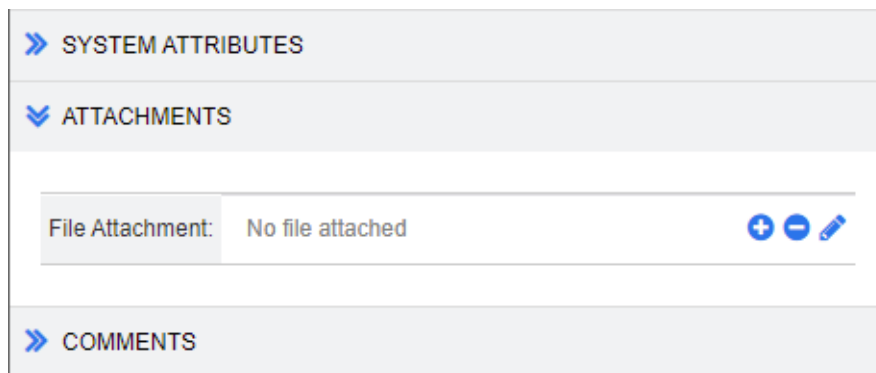 SYSTEM ATTRIBUTES
ATTACHMENTS
File Attachment: No file attached
COMMENTS